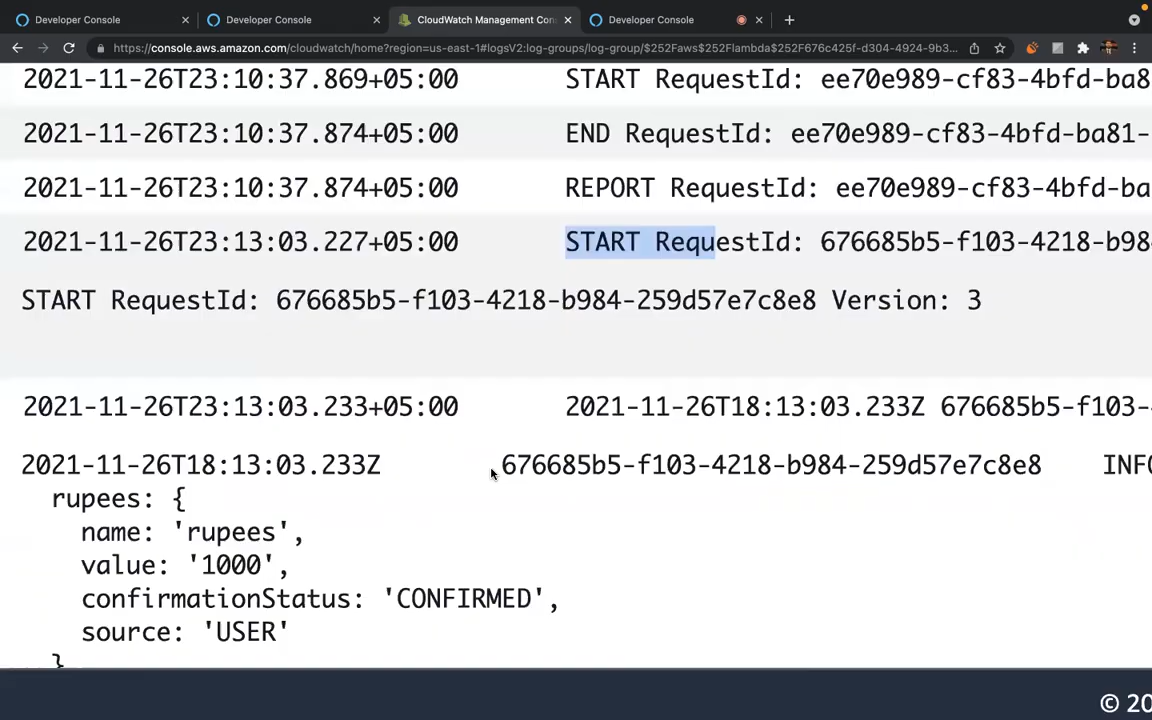 Developer Console
Developer Console
CloudWatch Management Con
Developer Console
https://console.aws.amazon.com/cloudwatch/home?region=us-east-1#logsV2:log-groups/log-group/$252Faws$252Flambda$252F676c425f-d304-4924-9b3...
2021-11-26T23:10:37.869+05:00 START RequestId: ee70e989-cf83-4bfd-ba8
2021-11-26T23:10:37.874+05:00 END RequestId: ee70e989-cf83-4bfd-ba81-
2021-11-26T23:10:37.874+05:00 REPORT RequestId: ee70e989-cf83-4bfd-ba
2021-11-26T23:13:03.227+05:00 START RequestId: 676685b5-f103-4218-b98
START RequestId: 676685b5-f103-4218-b984-259d57e7c8e8 Version: 3
2021-11-26T23:13:03.233+05:00 2021-11-26T18:13:03.233Z 676685b5-f103-
2021-11-26T18:13:03.233Z 676685b5-f103-4218-b984-259d57e7c8e8 INFO
rupees: {
name: 'rupees',
value: '1000',
confirmationStatus: 'CONFIRMED',
source: 'USER'
}
© 20